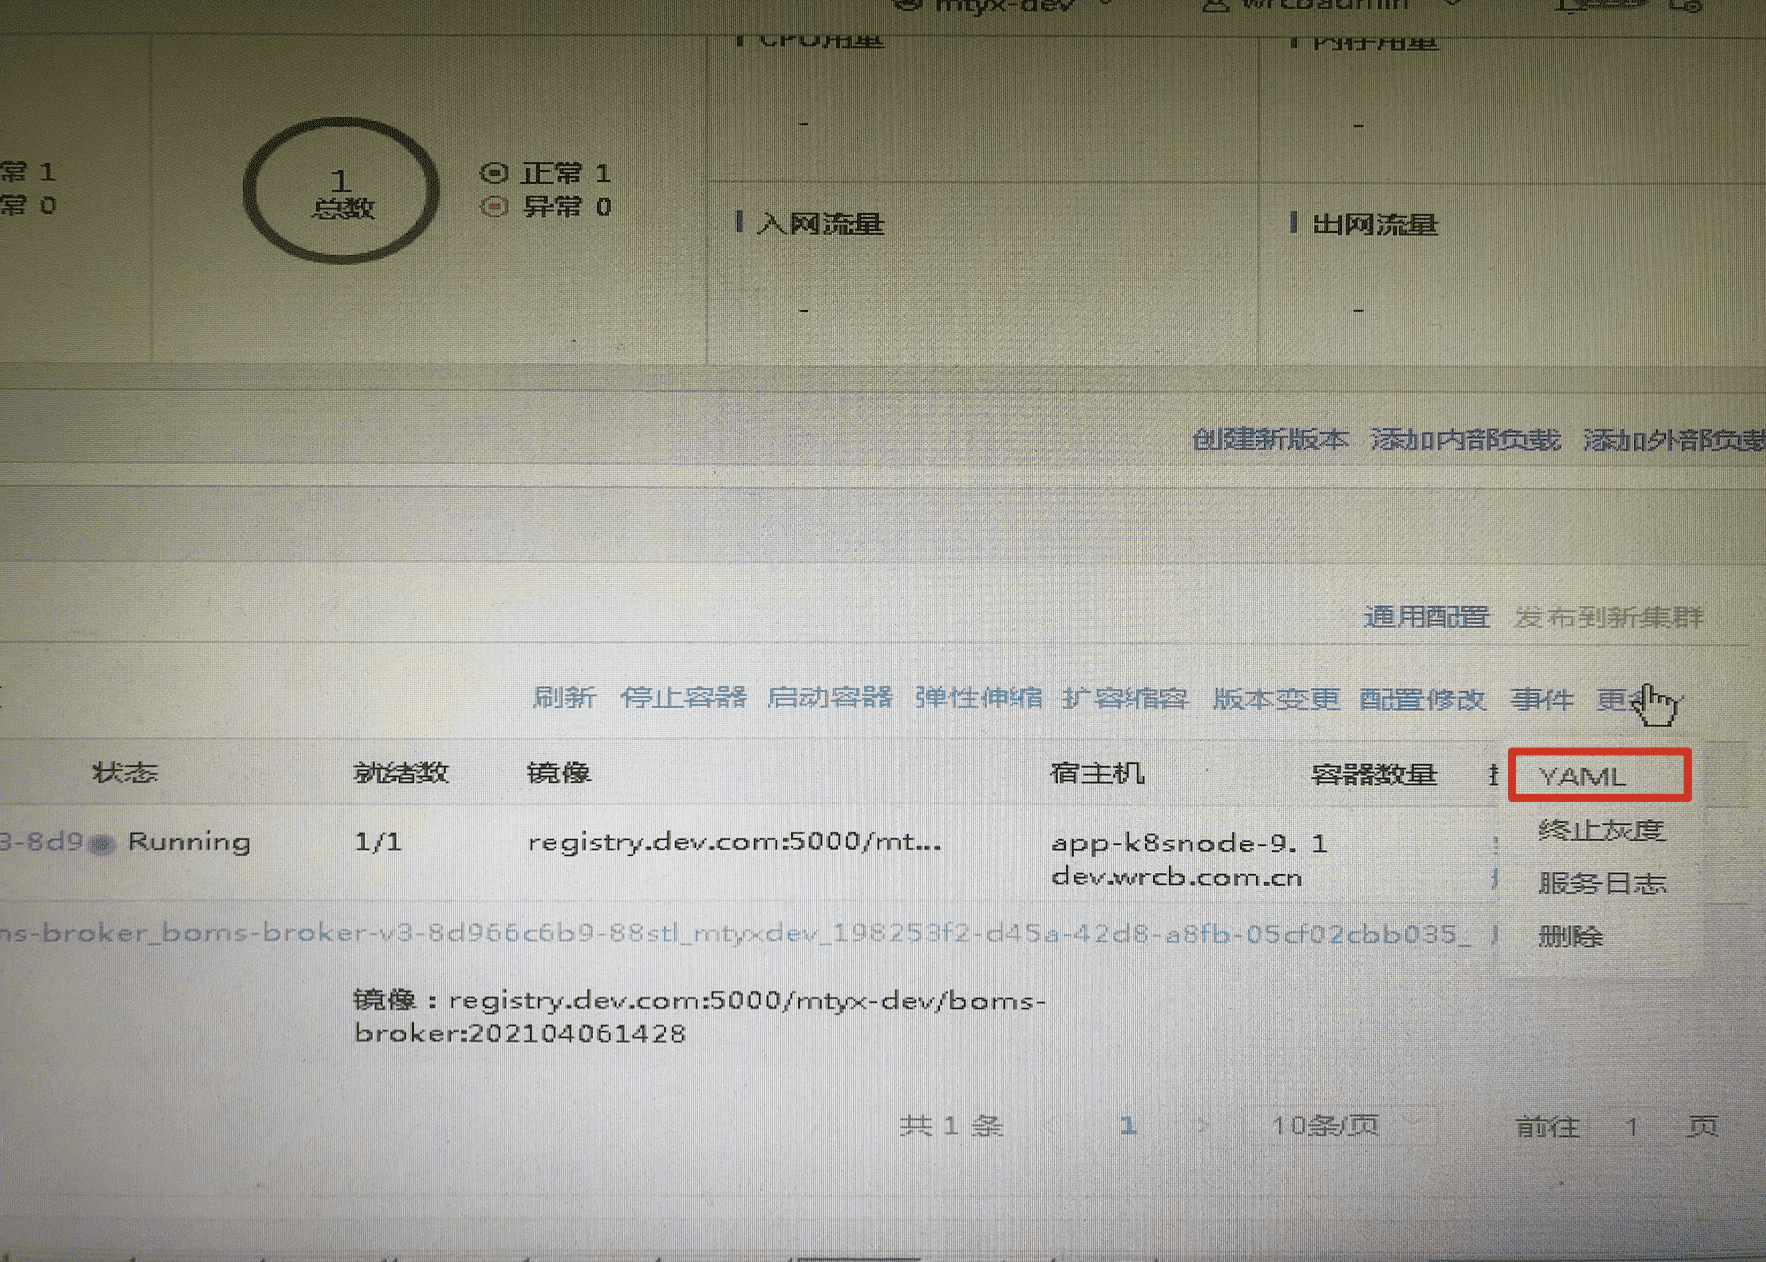 mtyx-dev wrcbadmin
CPU用量 内存用量
常 1
常 0
1
总数
正常 1
异常 0
- -
入网流量 出网流量
- -
创建新版本 添加内部负载 添加外部负载
通用配置 发布到新集群
刷新 停止容器 启动容器 弹性伸缩 扩容缩容 版本变更 配置修改 事件 更
状态 就绪数 镜像 宿主机 容器数量
YAML
终止灰度
服务日志
删除
3-8d9 Running 1/1 registry.dev.com:5000/mt... app-k8snode-9. 1
dev.wrcb.com.cn
ns-broker_boms-broker-v3-8d966c6b9-88stl_mtyxdev_198253f2-d45a-42d8-a8fb-05cf02cbb035_
镜像：registry.dev.com:5000/mtyx-dev/boms-
broker:202104061428
共 1 条 1 10条/页 前往 1 页